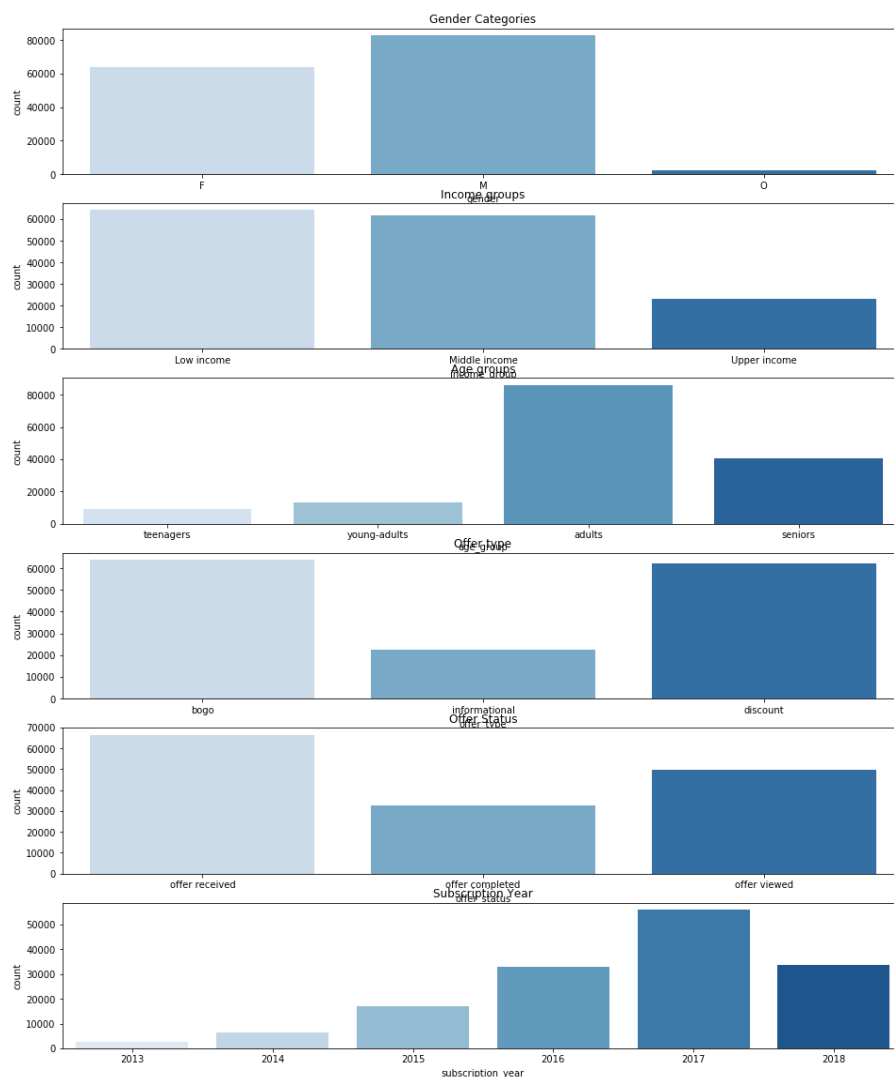 Gender Categories
80000
60000
40000
20000
0
count
F M O
gender
Income groups
60000
50000
40000
30000
20000
10000
0
count
Low income Middle income Upper income
income_group
Age groups
80000
60000
40000
20000
0
count
teenagers young-adults adults seniors
age_group
Offer type
60000
50000
40000
30000
20000
10000
0
count
bogo informational discount
offer_type
Offer Status
70000
60000
50000
40000
30000
20000
10000
0
count
offer received offer completed offer viewed
offer_status
Subscription Year
50000
40000
30000
20000
10000
0
count
2013 2014 2015 2016 2017 2018
subscription_year